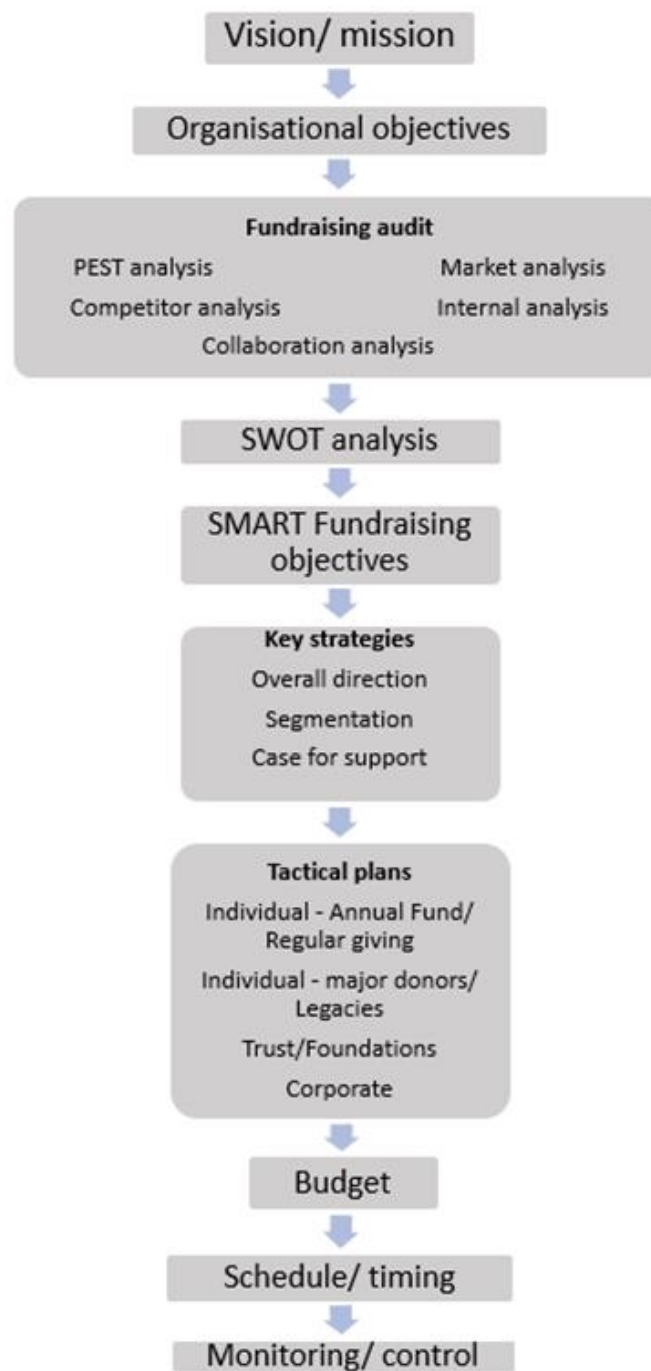 Vision/ mission
Organisational objectives
Fundraising audit
PEST analysis
Market analysis
Competitor analysis
Internal analysis
Collaboration analysis
SWOT analysis
SMART Fundraising
objectives
Key strategies
Overall direction
Segmentation
Case for support
Tactical plans
Individual - Annual Fund/
Regular giving
Individual - major donors/
Legacies
Trust/Foundations
Corporate
Budget
Schedule/ timing
Monitoring/ control